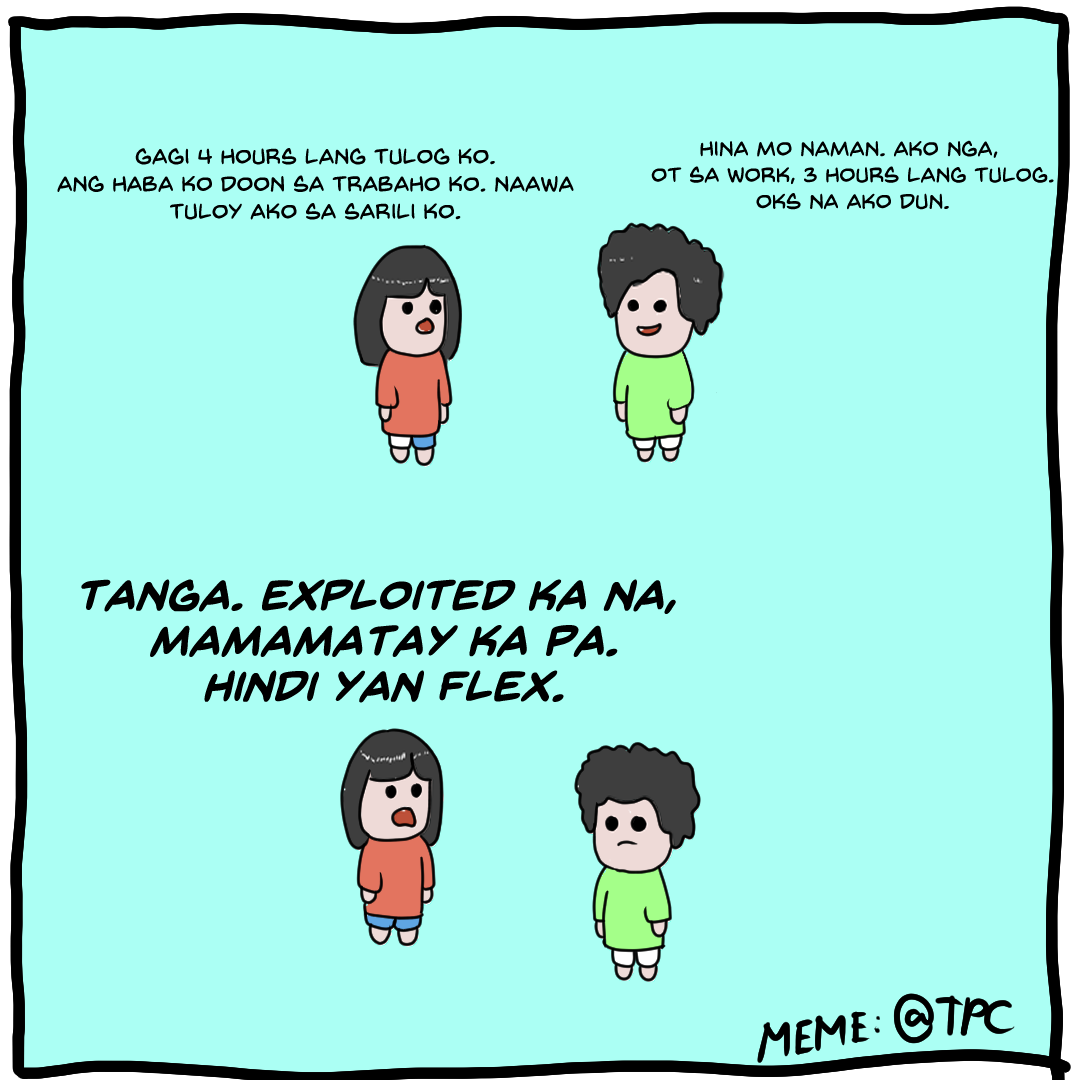 GAGI 4 HOURS LANG TULOG KO.
ANG HABA KO DOON SA TRABAHO KO. NAAWA
TULOY AKO SA SARILI KO.
HINA MO NAMAN. AKO NGA,
OT SA WORK, 3 HOURS LANG TULOG.
OKS NA AKO DUN.
TANGA. EXPLOITED KA NA,
MAMAMATAY KA PA.
HINDI YAN FLEX.
MEME: @TPC